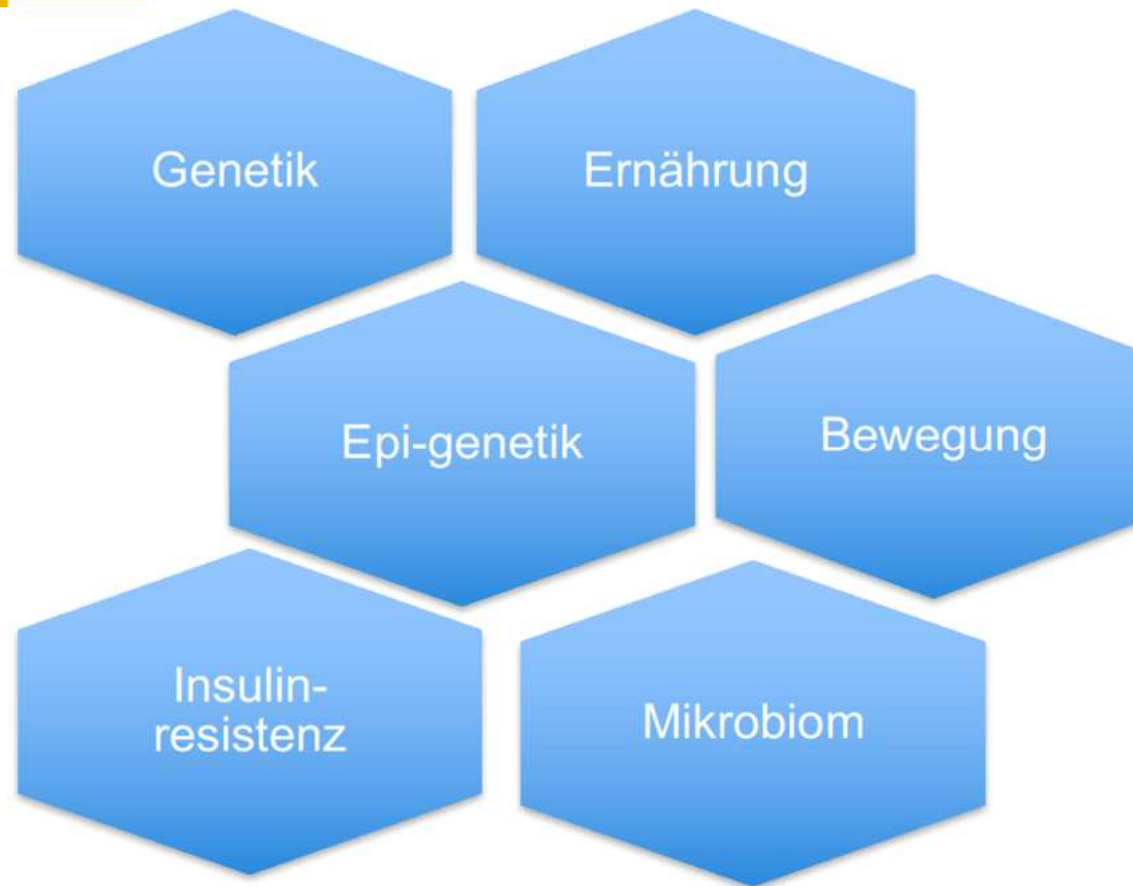 Genetik
Ernährung
Epi-genetik
Bewegung
Insulin-
resistenz
Mikrobiom